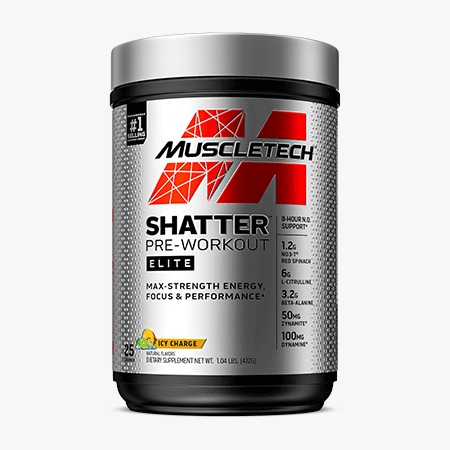 #1
SELLING
MUSCLETECH
SHATTER™
PRE-WORKOUT
ELITE
MAX-STRENGTH ENERGY,
FOCUS & PERFORMANCE*
8-HOUR N.O.
SUPPORT*
1.2G
NO3-T®
RED SPINACH
6G
L-CITRULLINE
3.2G
BETA-ALANINE
50MG
ZYNAMITE®
100MG
DYNAMINE®
25
ICY CHARGE
NATURAL FLAVORS
DIETARY SUPPLEMENT NET WT. 1.04 LBS. (472G)